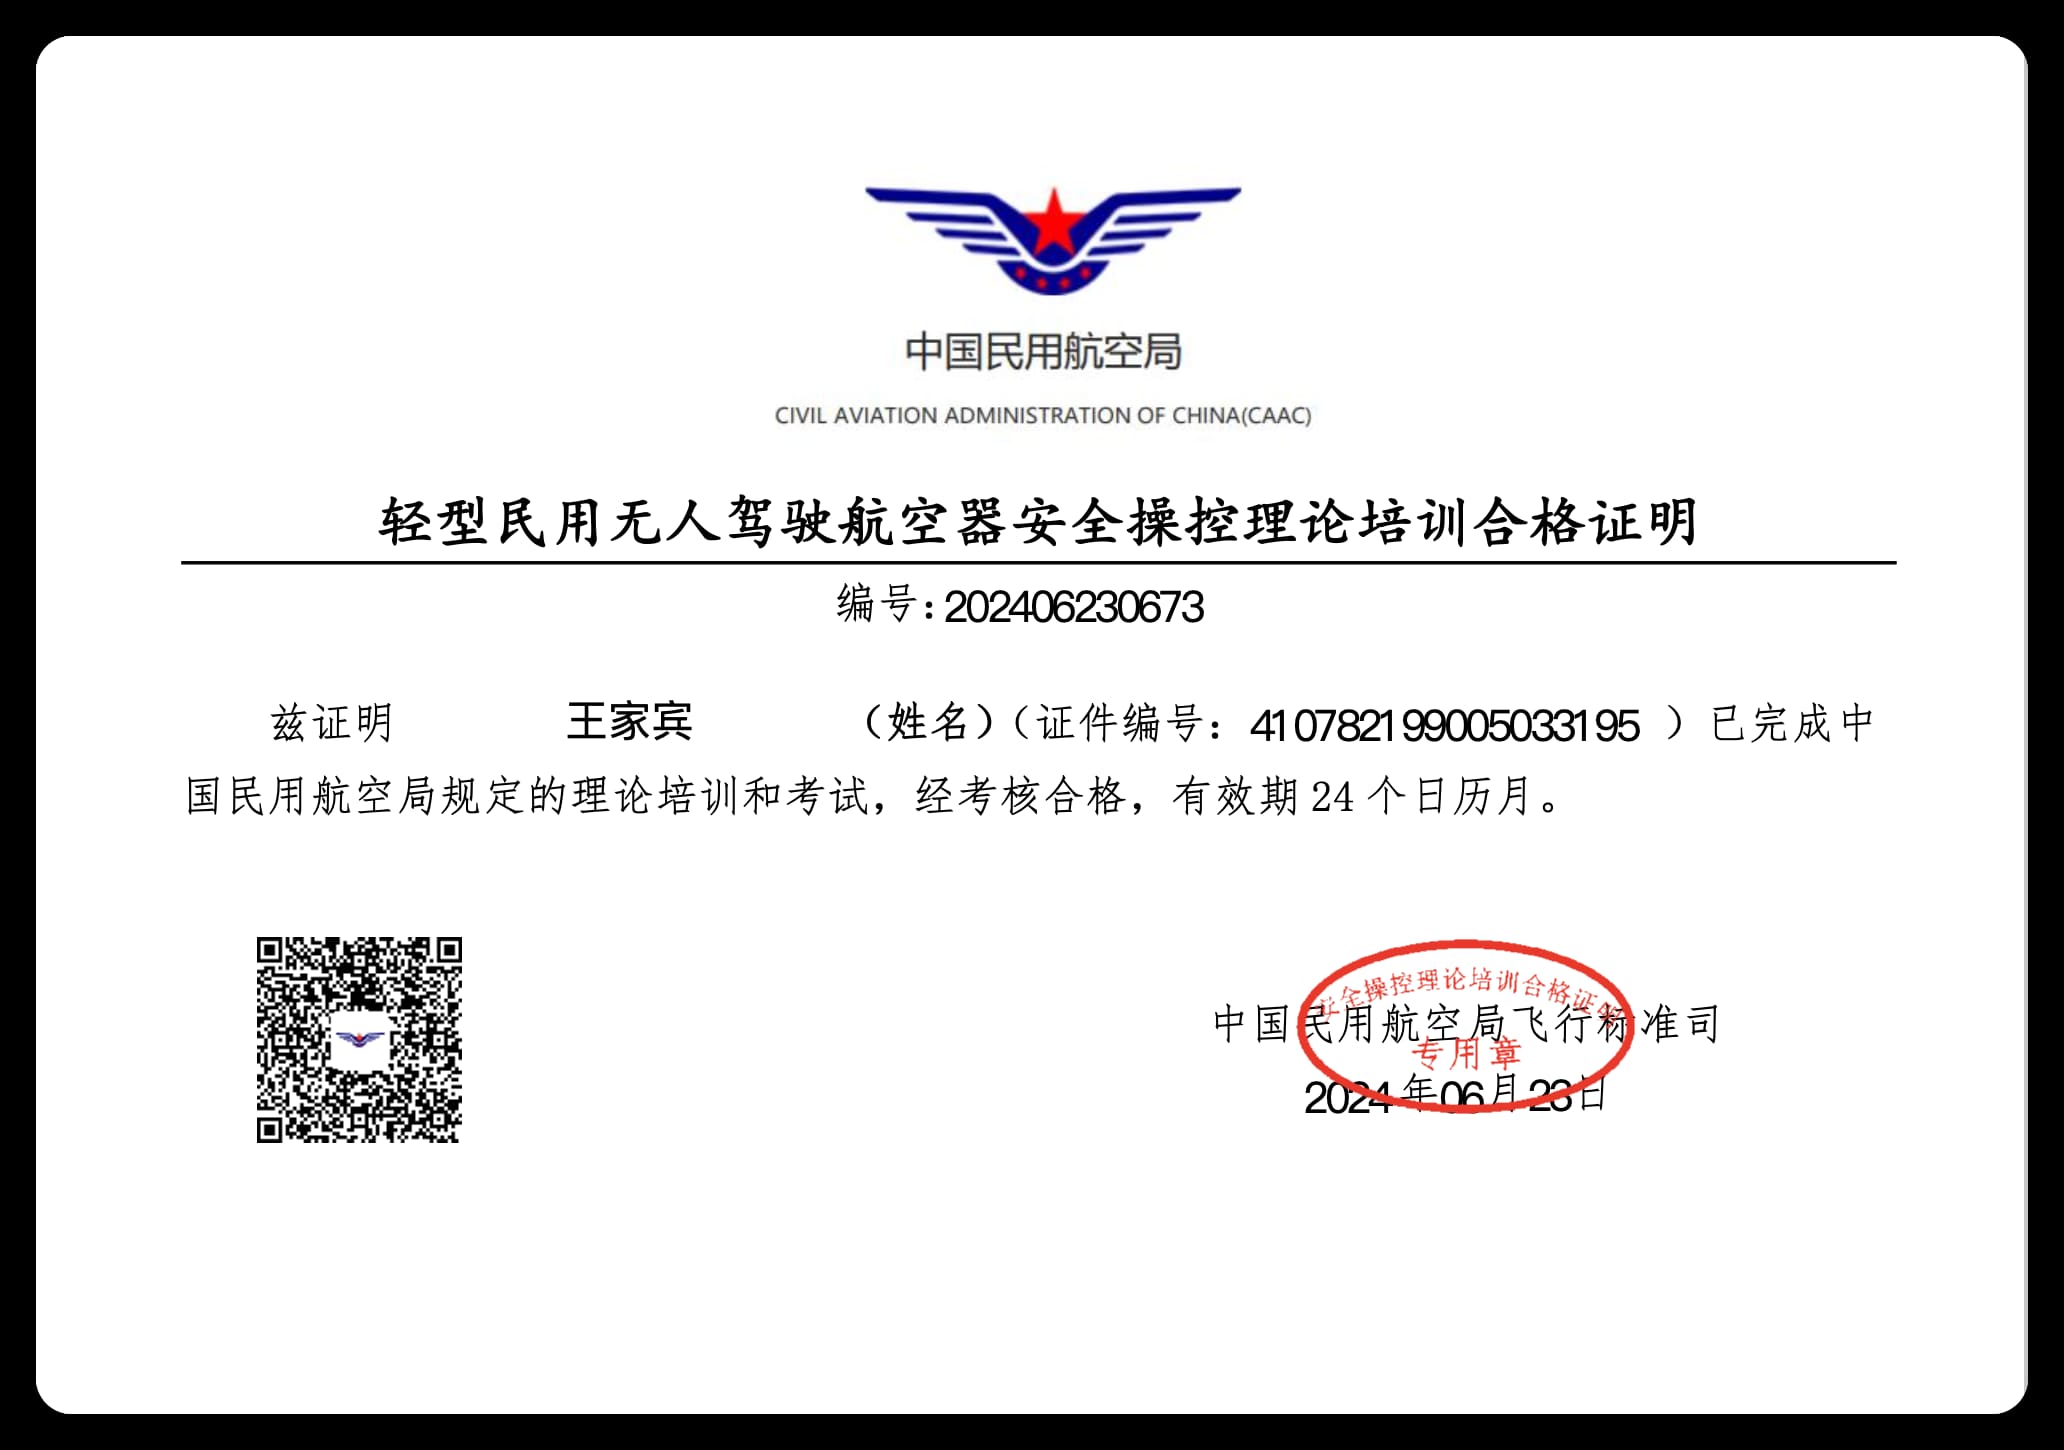 中国民用航空局
CIVIL AVIATION ADMINISTRATION OF CHINA(CAAC)
轻型民用无人驾驶航空器安全操控理论培训合格证明
编号:202406230673
兹证明 王家宾 （姓名）（证件编号：410782199005033195 ）已完成中
国民用航空局规定的理论培训和考试，经考核合格，有效期 24 个日历月。
安全操控理论培训合格证明
中国民用航空局飞行标准司
专用章
2024 年06月23日